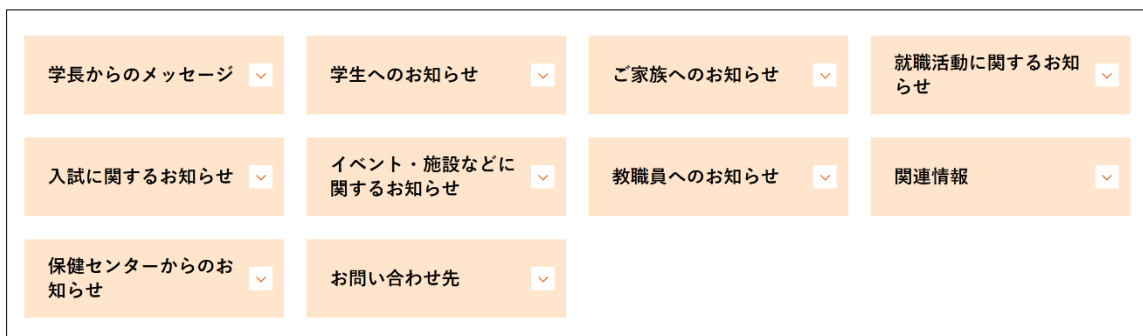 学長からのメッセージ
学生へのお知らせ
ご家族へのお知らせ
就職活動に関するお知
らせ
入試に関するお知らせ
イベント・施設などに
関するお知らせ
教職員へのお知らせ
関連情報
保健センターからのお
知らせ
お問い合わせ先